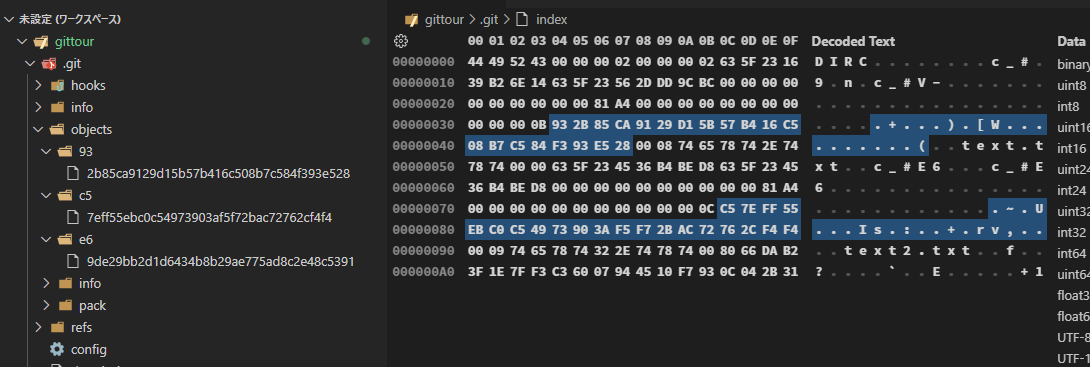 未設定 (ワークスペース)
gittour
.git
hooks
info
objects
93
2b85ca9129d15b57b416c508b7c584f393e528
c5
7eff55ebc0c54973903af5f72bac72762cf4f4
e6
9de29bb2d1d6434b8b29ae775ad8c2e48c5391
info
pack
refs
config
gittour > .git > index
00 01 02 03 04 05 06 07 08 09 0A 0B 0C 0D 0E 0F Decoded Text
00000000 44 49 52 43 00 00 00 02 00 00 00 02 63 5F 23 16 D I R C . . . . . . . . c _ # .
00000010 39 B2 6E 14 63 5F 23 56 2D DD 9C BC 00 00 00 00 9 . n . c _ # V - . . . . . . .
00000020 00 00 00 00 00 00 81 A4 00 00 00 00 00 00 00 00 . . . . . . . . . . . . . . . .
00000030 00 00 00 0B 93 2B 85 CA 91 29 D1 5B 57 B4 16 C5 . . . . . + . . . ) . [ W . . .
00000040 08 B7 C5 84 F3 93 E5 28 00 08 74 65 78 74 2E 74 . . . . . . . ( . . t e x t . t
00000050 78 74 00 00 63 5F 23 45 36 B4 BE D8 63 5F 23 45 x t . . c _ # E 6 . . . c _ # E
00000060 36 B4 BE D8 00 00 00 00 00 00 00 00 00 00 81 A4 6 . . . . . . . . . . . . . . .
00000070 00 00 00 00 00 00 00 00 00 00 00 0C C5 7E FF 55 . . . . . . . . . . . . . ~ . U
00000080 EB C0 C5 49 73 90 3A F5 F7 2B AC 72 76 2C F4 F4 . . . I s . : . . + . r v , . .
00000090 00 09 74 65 78 74 32 2E 74 78 74 00 80 66 DA B2 . . t e x t 2 . t x t . . f . .
000000A0 3F 1E 7F F3 C3 60 07 94 45 10 F7 93 0C 04 2B 31 ? . . . . ` . . E . . . . . + 1
Data
binary
uint8
int8
uint16
int16
uint24
int24
uint32
int32
int64
uint64
float3
float6
UTF-8
UTF-1